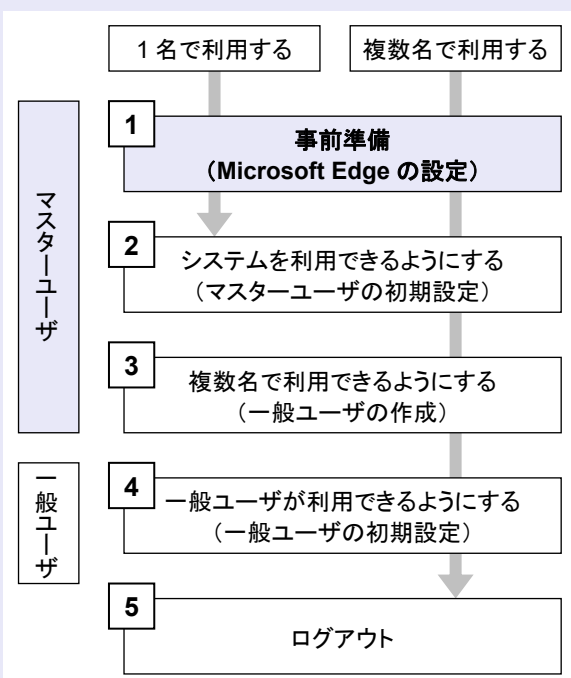 1 名で利用する
複数名で利用する
マスターユーザ
1
事前準備
（Microsoft Edge の設定）
2
システムを利用できるようにする
（マスターユーザの初期設定）
3
複数名で利用できるようにする
（一般ユーザの作成）
一般ユーザ
4
一般ユーザが利用できるようにする
（一般ユーザの初期設定）
5
ログアウト